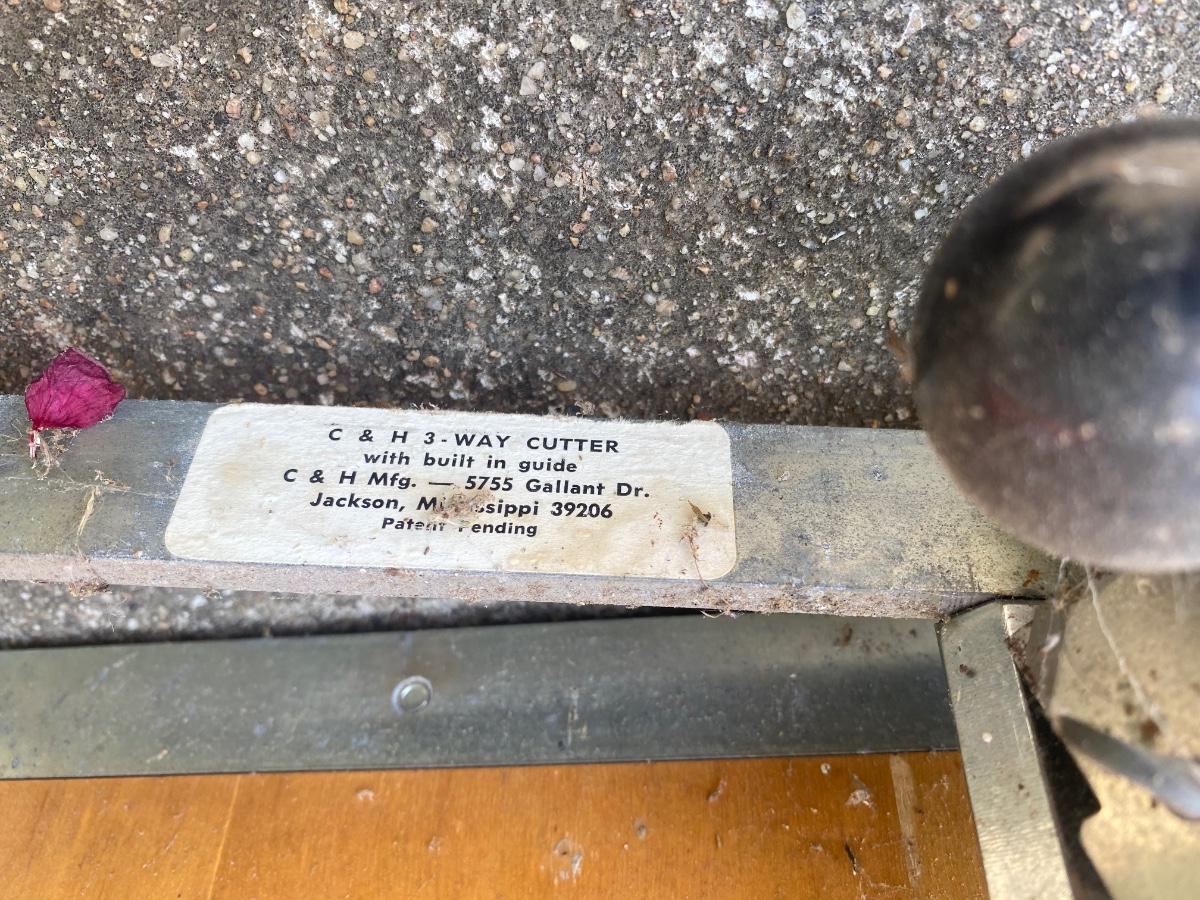 C & H 3-WAY CUTTER
with built in guide
C & H Mfg. — 5755 Gallant Dr.
Jackson, Mississippi 39206
Patent Pending